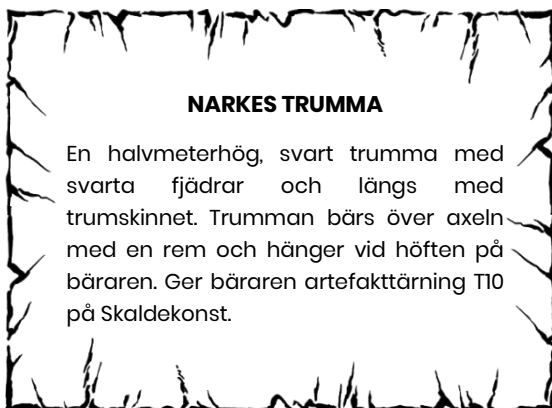 NARKES TRUMMA
En halvmeterhög, svart trumma med
svarta fjädrar och längs med
trumskinnet. Trumman bärs över axeln
med en rem och hänger vid höften på
bäraren. Ger bäraren artefakttärning T10
på Skaldekonst.